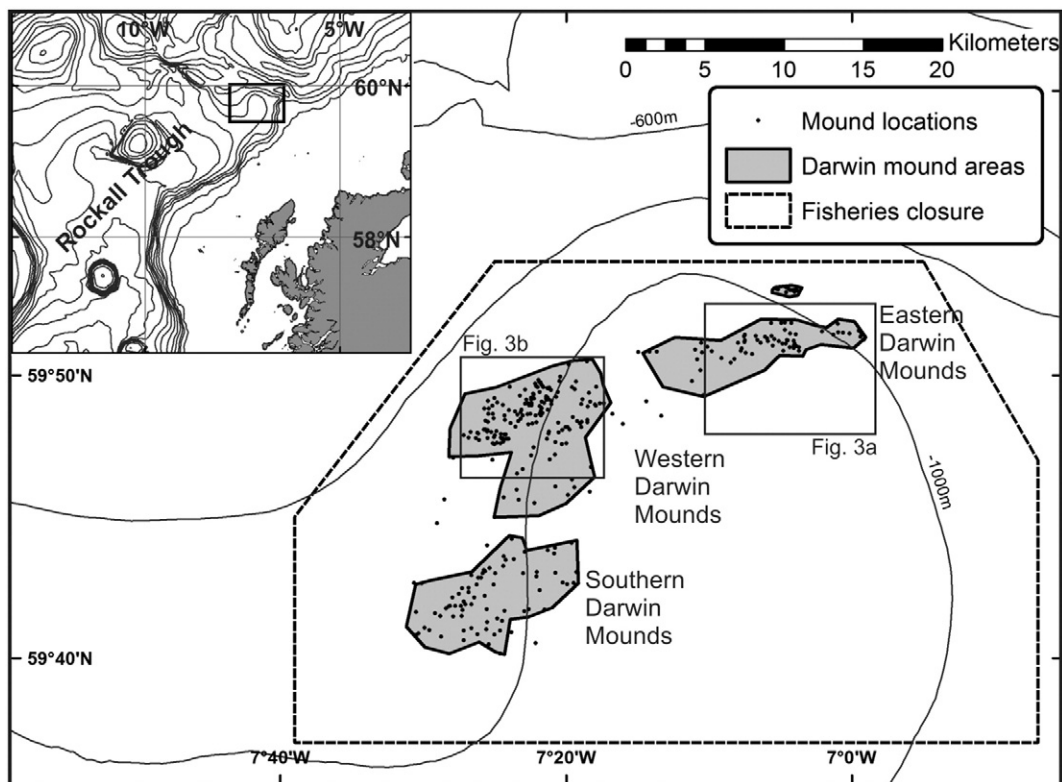 10°W
5°W
60°N
58°N
Rockall Trough
Kilometers
0 5 10 20
-600m
Mound locations
Darwin mound areas
Fisheries closure
Fig. 3b
Eastern
Darwin
Mounds
Fig. 3a
-1000m
Western
Darwin
Mounds
Southern
Darwin
Mounds
59°50'N
59°40'N
7°40'W
7°20'W
7°0'W